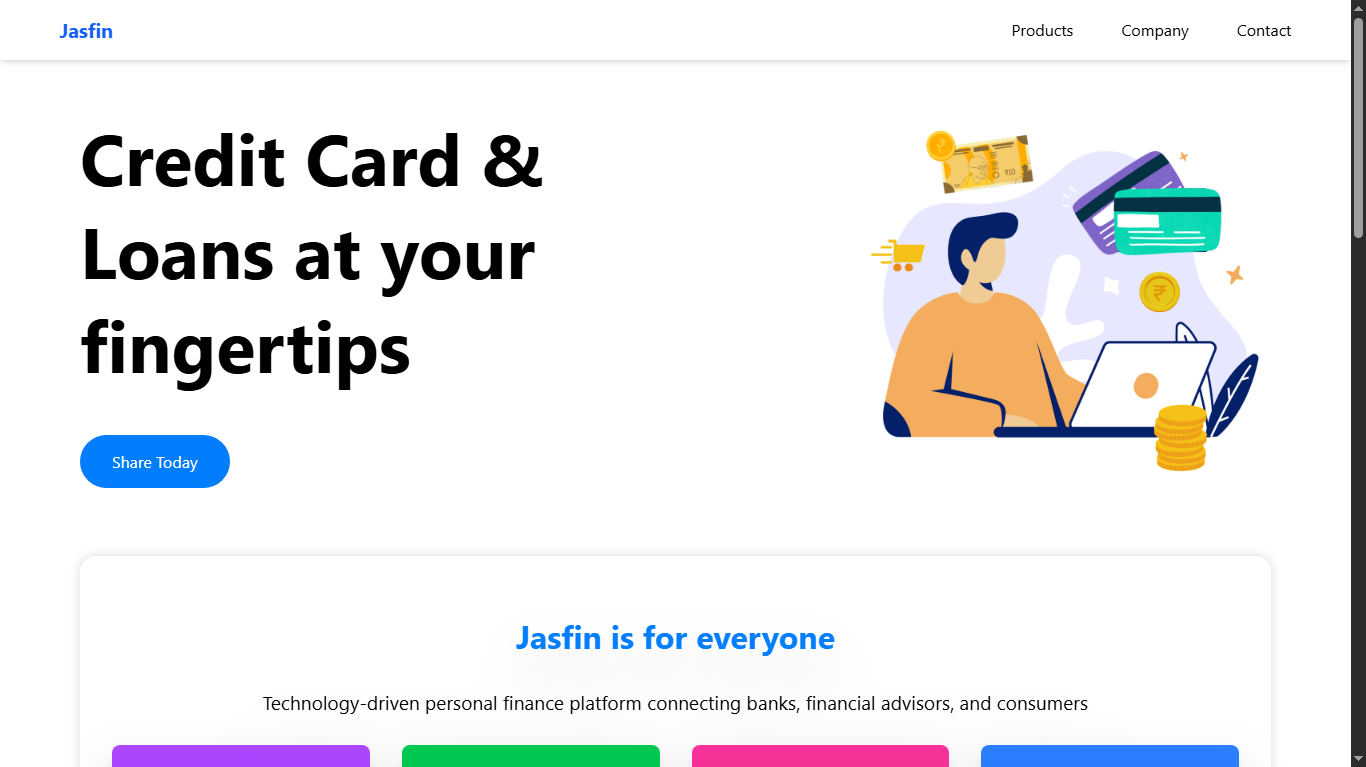 Jasfin
Products
Company
Contact
Credit Card &
Loans at your
fingertips
₹10
Share Today
Jasfin is for everyone
Technology-driven personal finance platform connecting banks, financial advisors, and consumers